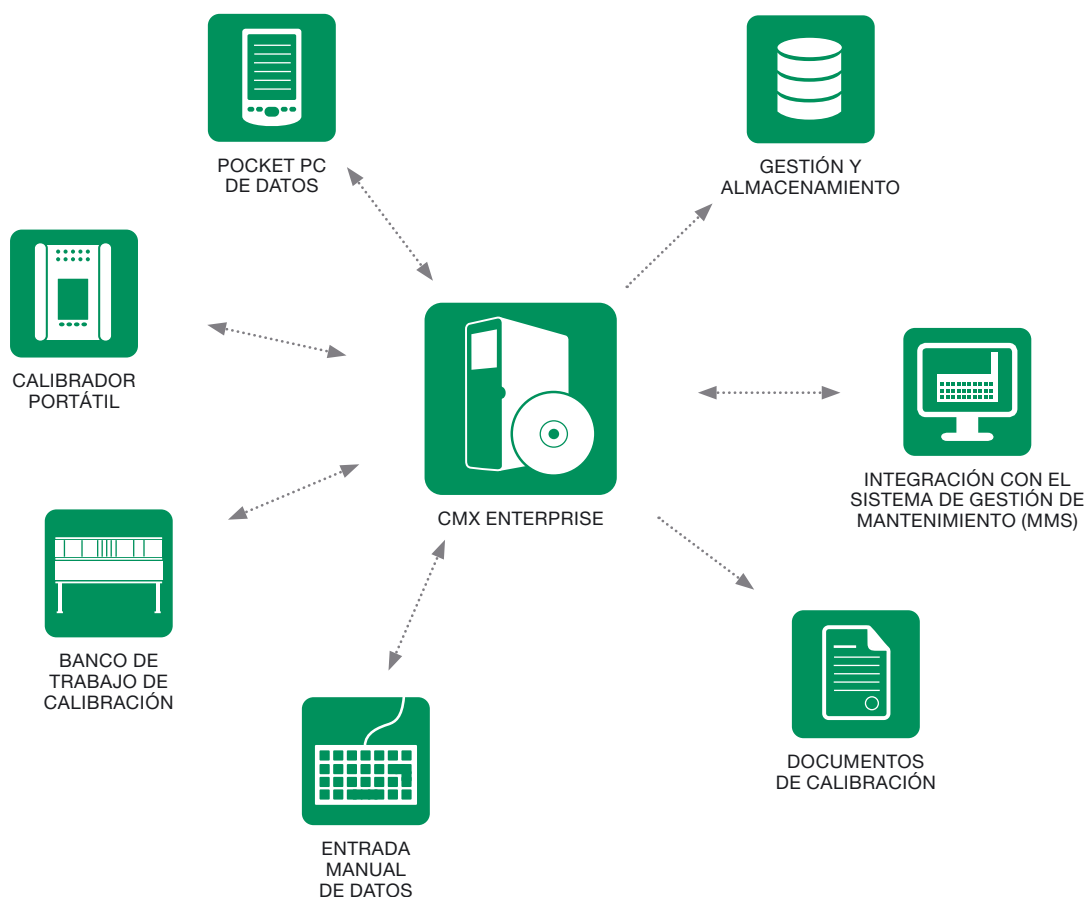 POCKET PC
DE DATOS
GESTIÓN Y
ALMACENAMIENTO
CALIBRADOR
PORTÁTIL
CMX ENTERPRISE
INTEGRACIÓN CON EL
SISTEMA DE GESTIÓN DE
MANTENIMIENTO (MMS)
BANCO DE
TRABAJO DE
CALIBRACIÓN
DOCUMENTOS
DE CALIBRACIÓN
ENTRADA
MANUAL
DE DATOS